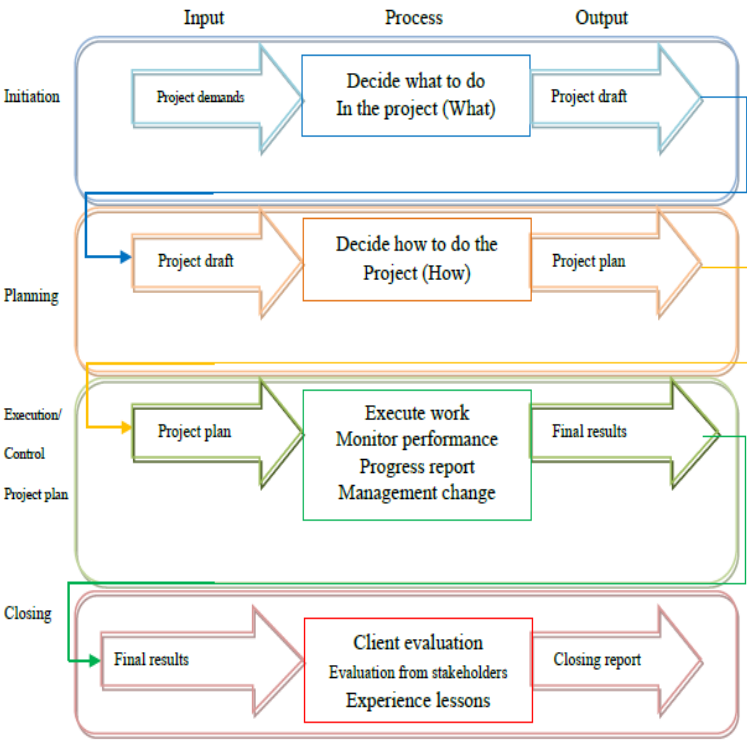 Input Process Output
Initiation
Project demands
Decide what to do
In the project (What)
Project draft
Planning
Project draft
Decide how to do the
Project (How)
Project plan
Execution/
Control
Project plan
Project plan
Execute work
Monitor performance
Progress report
Management change
Final results
Closing
Final results
Client evaluation
Evaluation from stakeholders
Experience lessons
Closing report